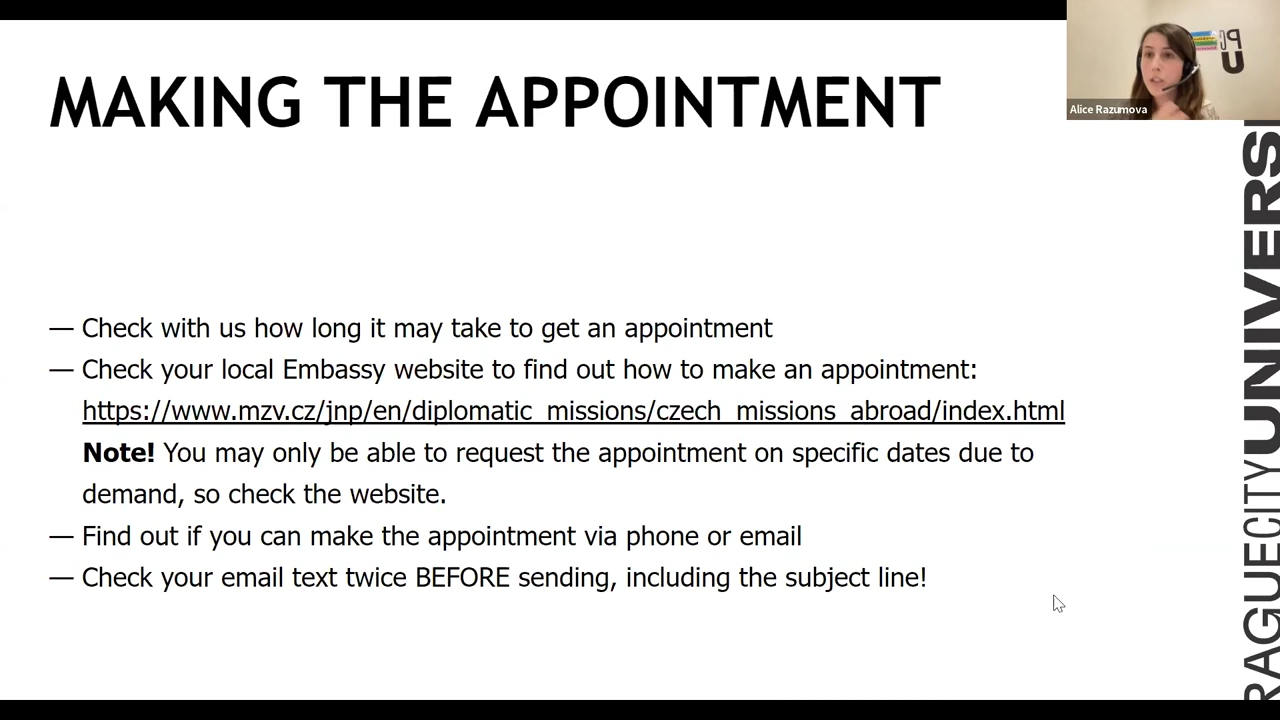 MAKING THE APPOINTMENT
Alice Razumova
— Check with us how long it may take to get an appointment
— Check your local Embassy website to find out how to make an appointment:
https://www.mzv.cz/jnp/en/diplomatic_missions/czech_missions_abroad/index.html
Note! You may only be able to request the appointment on specific dates due to
demand, so check the website.
— Find out if you can make the appointment via phone or email
— Check your email text twice BEFORE sending, including the subject line!
RAGUECITYUNIVERSI